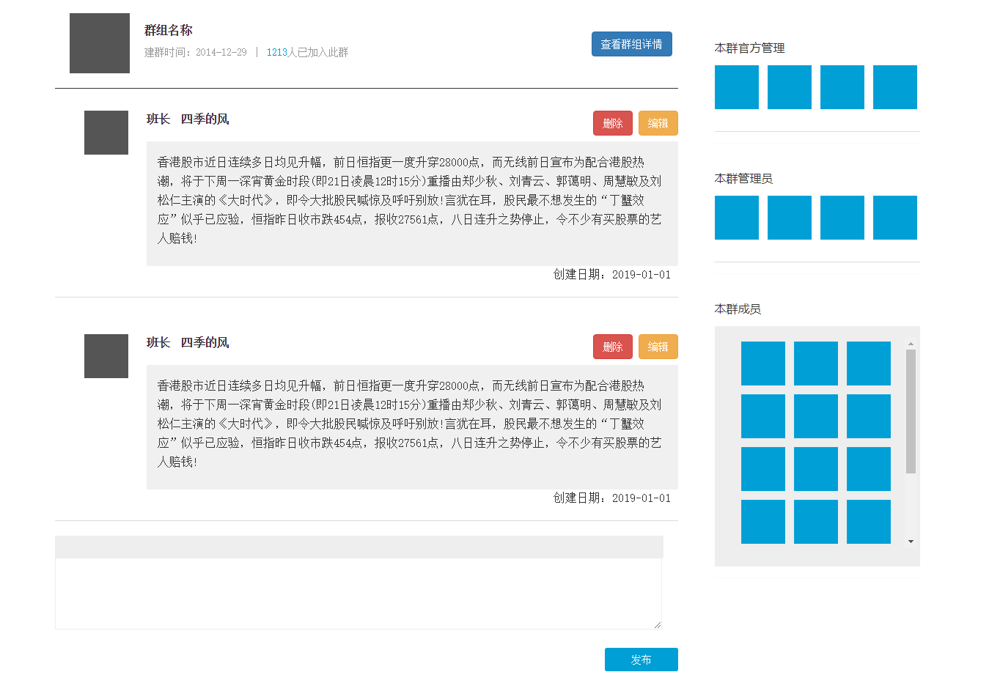 群组名称
建群时间：2014-12-29 | 1213人已加入此群
查看群组详情
班长 四季的风
删除 编辑
香港股市近日连续多日均见升幅，前日恒指更一度升穿28000点，而无线前日宣布为配合港股热
潮，将于下周一深宵黄金时段(即21日凌晨12时15分)重播由郑少秋、刘青云、郭蔼明、周慧敏及刘
松仁主演的《大时代》，即令大批股民喊惊及呼吁别放!言犹在耳，股民最不想发生的“丁蟹效
应”似乎已应验，恒指昨日收市跌454点，报收27561点，八日连升之势停止，令不少有买股票的艺
人赔钱!
创建日期：2019-01-01
班长 四季的风
删除 编辑
香港股市近日连续多日均见升幅，前日恒指更一度升穿28000点，而无线前日宣布为配合港股热
潮，将于下周一深宵黄金时段(即21日凌晨12时15分)重播由郑少秋、刘青云、郭蔼明、周慧敏及刘
松仁主演的《大时代》，即令大批股民喊惊及呼吁别放!言犹在耳，股民最不想发生的“丁蟹效
应”似乎已应验，恒指昨日收市跌454点，报收27561点，八日连升之势停止，令不少有买股票的艺
人赔钱!
创建日期：2019-01-01
发布
本群官方管理
本群管理员
本群成员